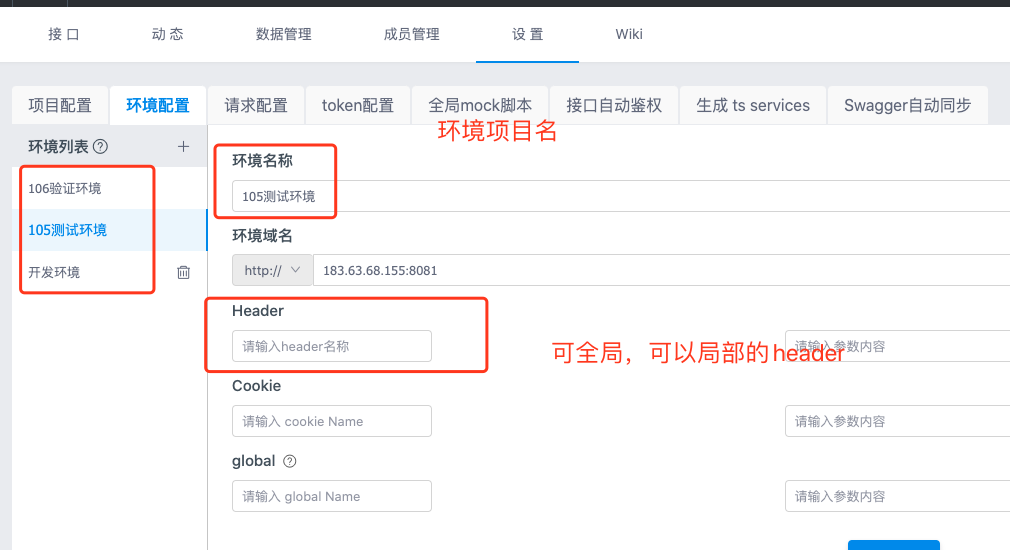 接 口 动 态 数据管理 成员管理 设 置 Wiki
项目配置 环境配置 请求配置 token配置 全局mock脚本 接口自动鉴权 生成 ts services Swagger自动同步
环境项目名
环境列表 ? +
环境名称
106验证环境
105测试环境
105测试环境
环境域名
开发环境
http:// 183.63.68.155:8081
Header
请输入header名称 请输入参数内容
可全局，可以局部的header
Cookie
请输入 cookie Name 请输入参数内容
global ?
请输入 global Name 请输入参数内容